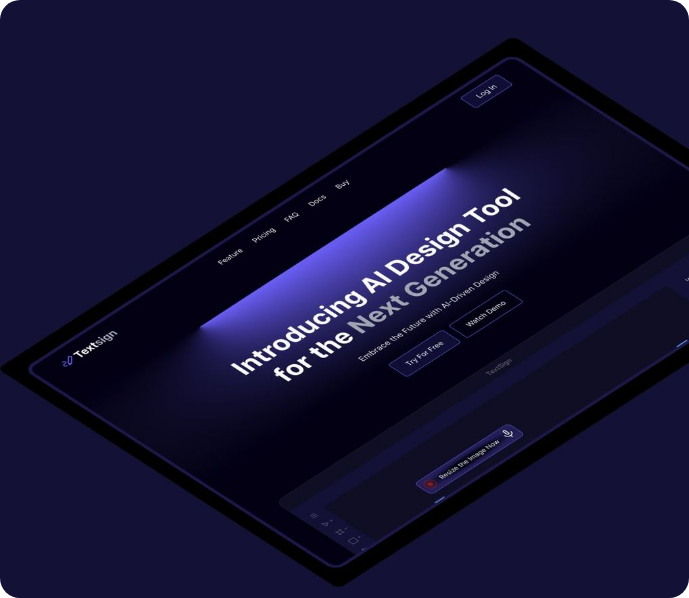 Log in
Feature Pricing FAQ Docs Buy
Textsign
Introducing AI Design Tool
for the Next Generation
Embrace the Future with AI-Driven Design
Try For Free Watch Demo
TextSign
Resize the Image Now